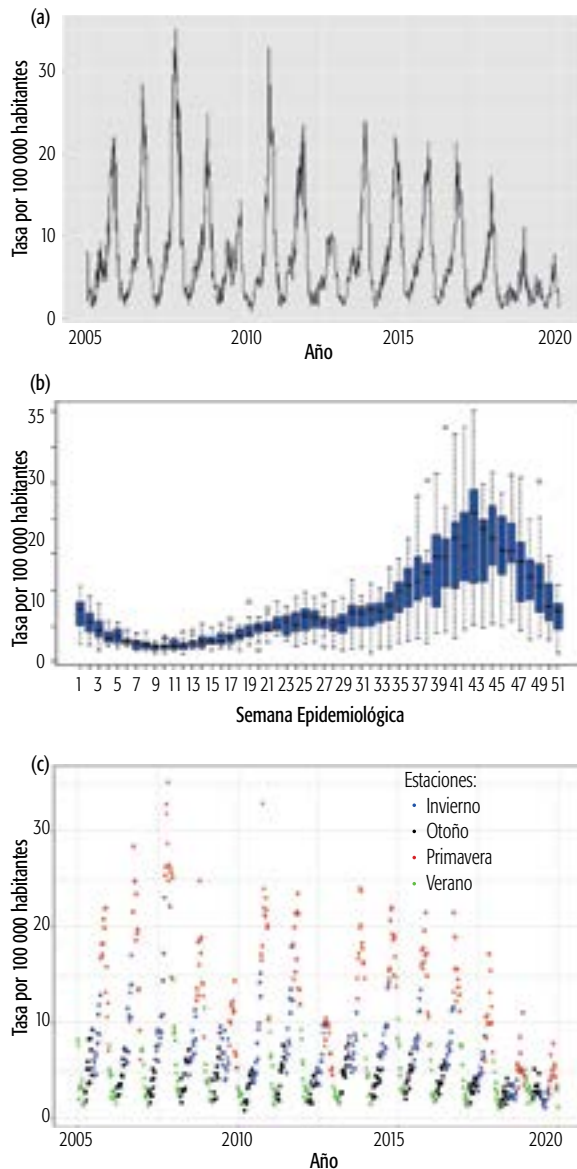 (a)
Tasa por 100 000 habitantes
30
20
10
0
2005 2010 2015 2020
Año
(b)
Tasa por 100 000 habitantes
35
30
20
10
0
1 3 5 7 9 11 13 15 17 19 21 23 25 27 29 31 33 35 37 39 41 43 45 47 49 51
Semana Epidemiológica
(c)
Tasa por 100 000 habitantes
30
20
10
0
Estaciones:
Invierno
Otoño
Primavera
Verano
2005 2010 2015 2020
Año